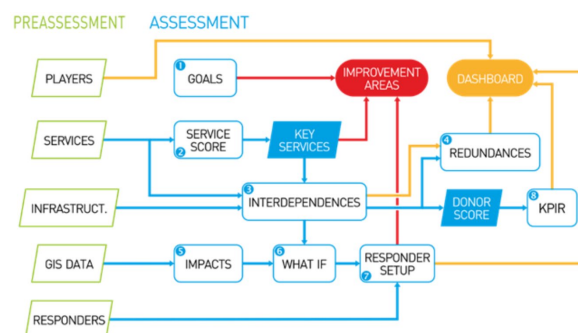 PREASSESSMENT ASSESSMENT
PLAYERS
1
GOALS
IMPROVEMENT
AREAS
DASHBOARD
SERVICES
SERVICE
SCORE
2
KEY
SERVICES
4
REDUNDANCES
INFRASTRUCT.
3
INTERDEPENDENCES
DONOR
SCORE
8
KPIR
GIS DATA
5
IMPACTS
6
WHAT IF
RESPONDER
SETUP
7
RESPONDERS